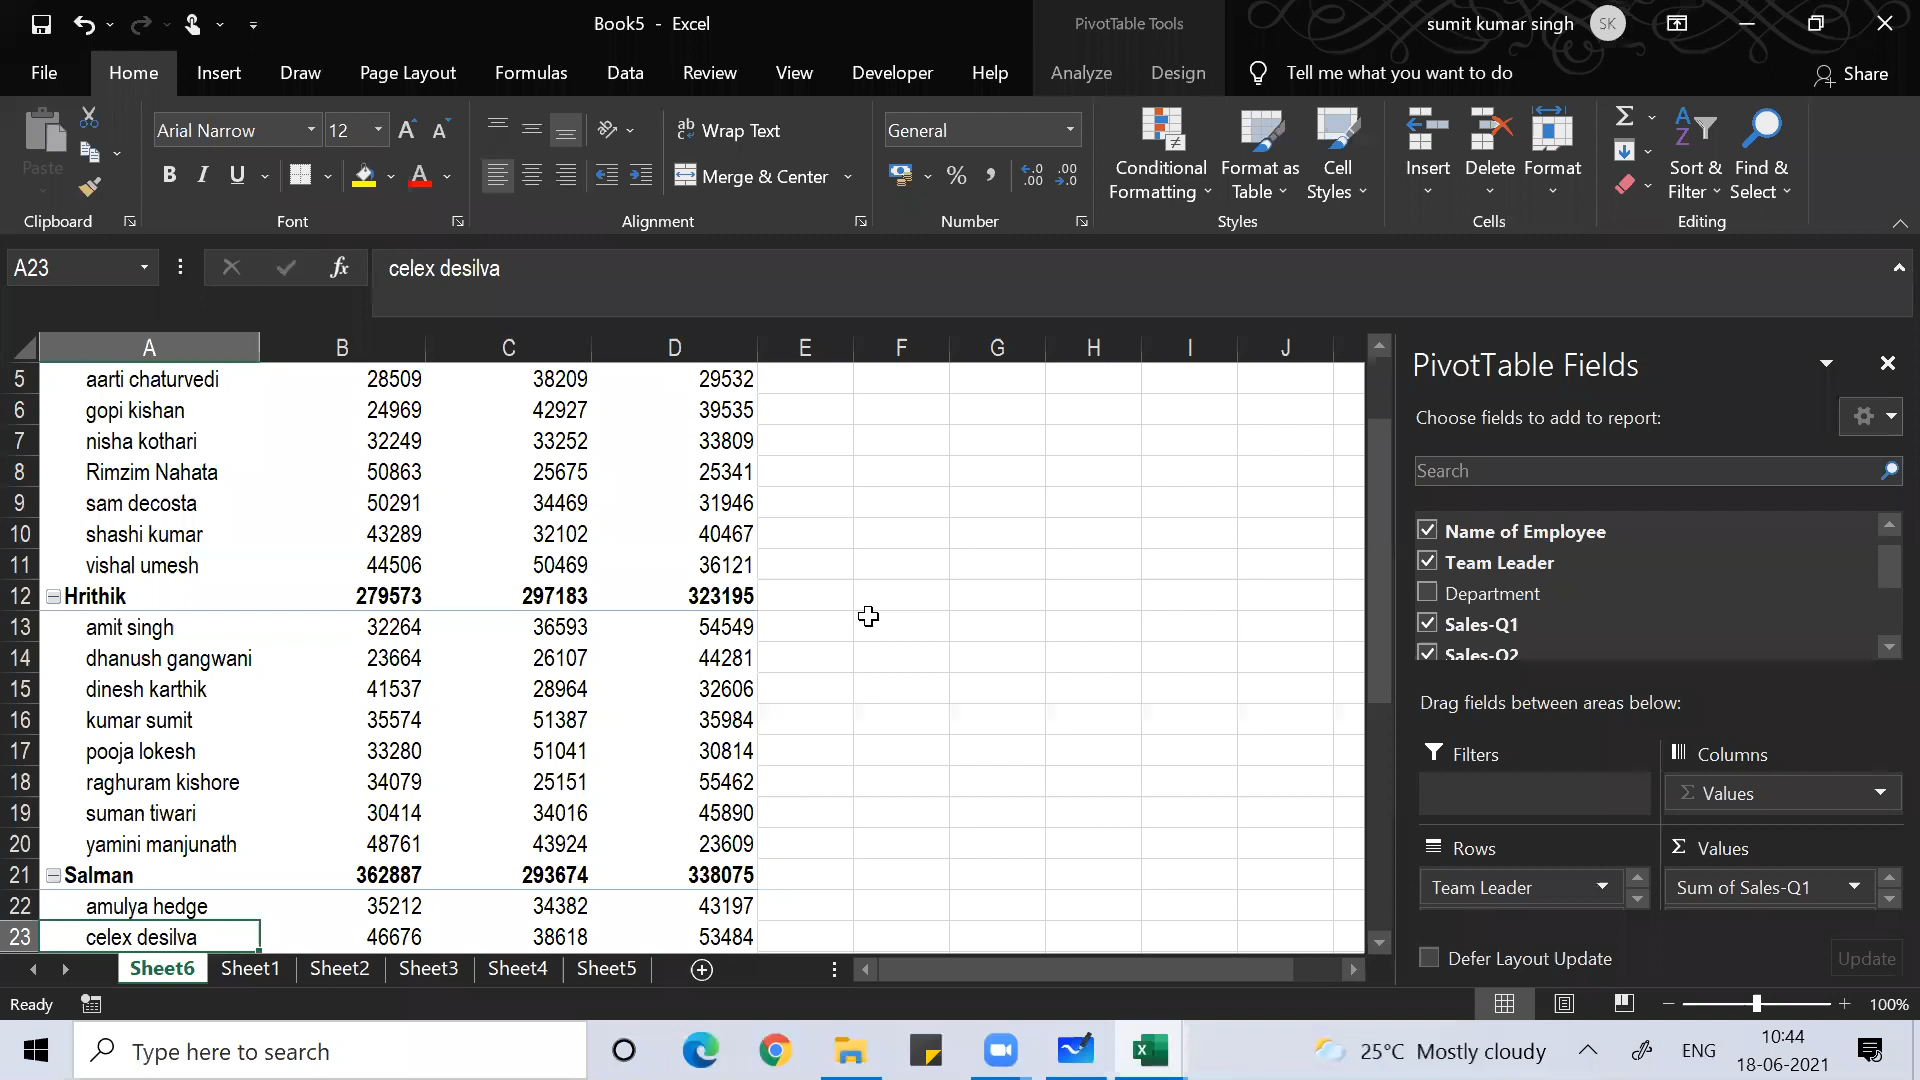 Book5 - Excel
PivotTable Tools
sumit kumar singh
SK
File
Home
Insert
Draw
Page Layout
Formulas
Data
Review
View
Developer
Help
Analyze
Design
Tell me what you want to do
Share
Paste
Clipboard
Arial Narrow
12
B I U
Font
Wrap Text
Merge & Center
Alignment
General
% ,
Number
Conditional Formatting
Format as Table
Cell Styles
Styles
Insert
Delete
Format
Cells
Sort & Filter
Find & Select
Editing
A23
fx
celex desilva
A B C D E F G H I J
5 aarti chaturvedi 28509 38209 29532
6 gopi kishan 24969 42927 39535
7 nisha kothari 32249 33252 33809
8 Rimzim Nahata 50863 25675 25341
9 sam decosta 50291 34469 31946
10 shashi kumar 43289 32102 40467
11 vishal umesh 44506 50469 36121
12 Hrithik 279573 297183 323195
13 amit singh 32264 36593 54549
14 dhanush gangwani 23664 26107 44281
15 dinesh karthik 41537 28964 32606
16 kumar sumit 35574 51387 35984
17 pooja lokesh 33280 51041 30814
18 raghuram kishore 34079 25151 55462
19 suman tiwari 30414 34016 45890
20 yamini manjunath 48761 43924 23609
21 Salman 362887 293674 338075
22 amulya hedge 35212 34382 43197
23 celex desilva 46676 38618 53484
PivotTable Fields
Choose fields to add to report:
Search
Name of Employee
Team Leader
Department
Sales-Q1
Sales-Q2
Drag fields between areas below:
Filters
Columns
Σ Values
Rows
Σ Values
Team Leader
Sum of Sales-Q1
Defer Layout Update
Update
Sheet6 Sheet1 Sheet2 Sheet3 Sheet4 Sheet5
Ready
100%
Type here to search
25°C Mostly cloudy
ENG
10:44
18-06-2021